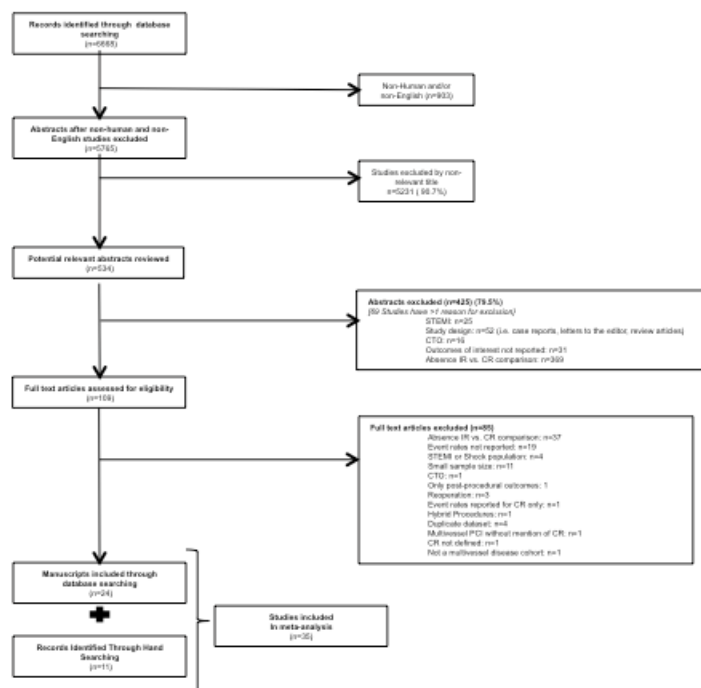 Records identified through database
searching
(n=6668)
Non-Human and/or
non-English (n=903)
Abstracts after non-human and non-
English studies excluded
(n=5765)
Studies excluded by non-
relevant title
n=5231 ( 90.7%)
Potential relevant abstracts reviewed
(n=534)
Abstracts excluded (n=425) (79.5%)
[69 Studies have >1 reason for exclusion]
STEMI: n=25
Study design: n=52 (i.e. case reports, letters to the editor, review articles)
CTO: n=16
Outcomes of interest not reported: n=31
Absence IR vs. CR comparison: n=369
Full text articles assessed for eligibility
(n=109)
Full text articles excluded (n=85)
Absence IR vs. CR comparison: n=37
Event rates not reported: n=19
STEMI or Shock population: n=4
Small sample size: n=11
CTO: n=1
Only post-procedural outcomes: 1
Reoperation: n=3
Event rates reported for CR only: n=1
Hybrid Procedures: n=1
Duplicate dataset: n=4
Multivessel PCI without mention of CR: n=1
CR not defined: n=1
Not a multivessel disease cohort: n=1
Manuscripts included through
database searching
(n=24)
Studies included
In meta-analysis
(n=35)
Records Identified Through Hand
Searching
(n=11)